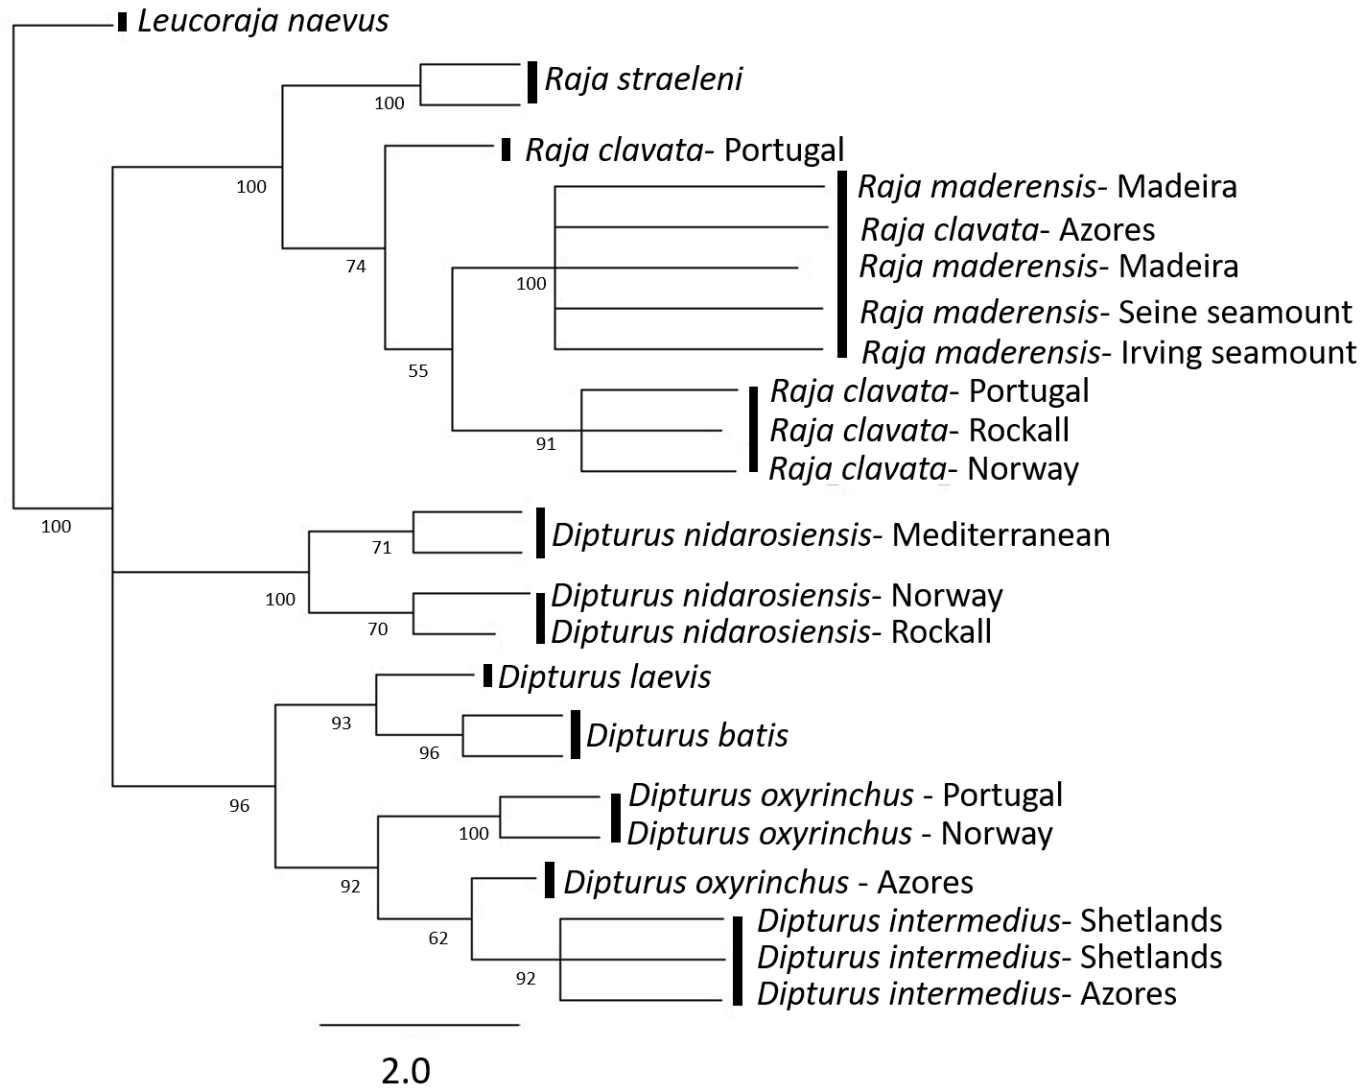 Leucoraja naevus
Raja straeleni
100
Raja clavata- Portugal
100
Raja maderensis- Madeira
Raja clavata- Azores
74
Raja maderensis- Madeira
100
Raja maderensis- Seine seamount
Raja maderensis- Irving seamount
55
Raja clavata- Portugal
Raja clavata- Rockall
91
Raja clavata- Norway
100
Dipturus nidarosiensis- Mediterranean
71
100
Dipturus nidarosiensis- Norway
70
Dipturus nidarosiensis- Rockall
Dipturus laevis
93
Dipturus batis
96
96
Dipturus oxyrinchus - Portugal
100
Dipturus oxyrinchus - Norway
92
Dipturus oxyrinchus - Azores
62
Dipturus intermedius- Shetlands
Dipturus intermedius- Shetlands
92
Dipturus intermedius- Azores
2.0